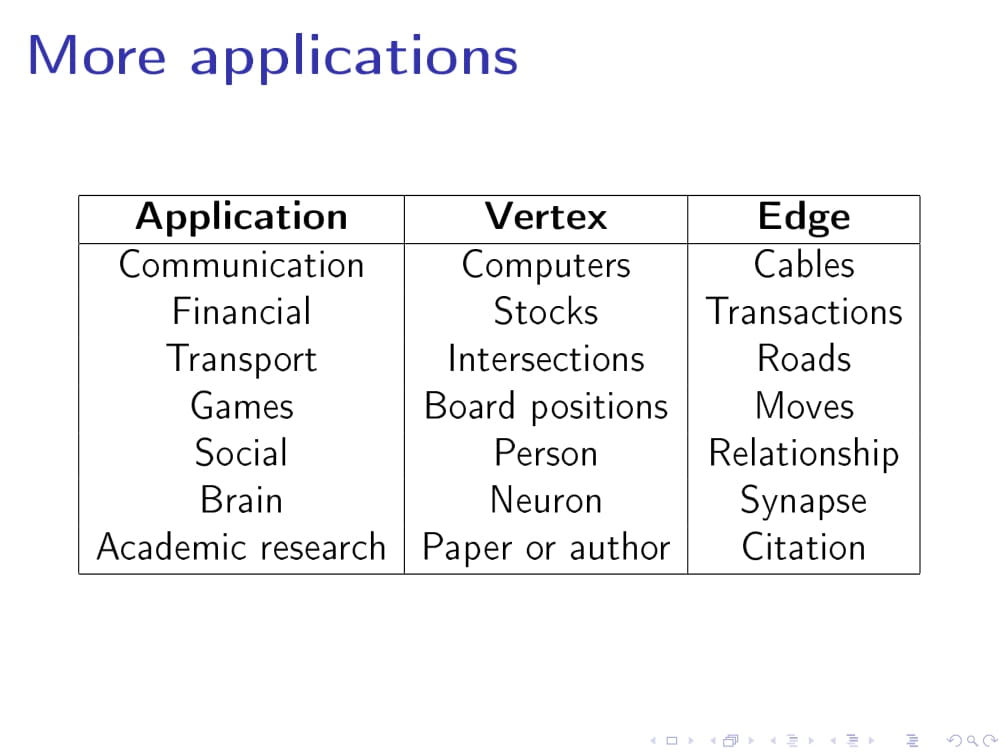 More applications
Application Vertex Edge
Communication Computers Cables
Financial Stocks Transactions
Transport Intersections Roads
Games Board positions Moves
Social Person Relationship
Brain Neuron Synapse
Academic research Paper or author Citation